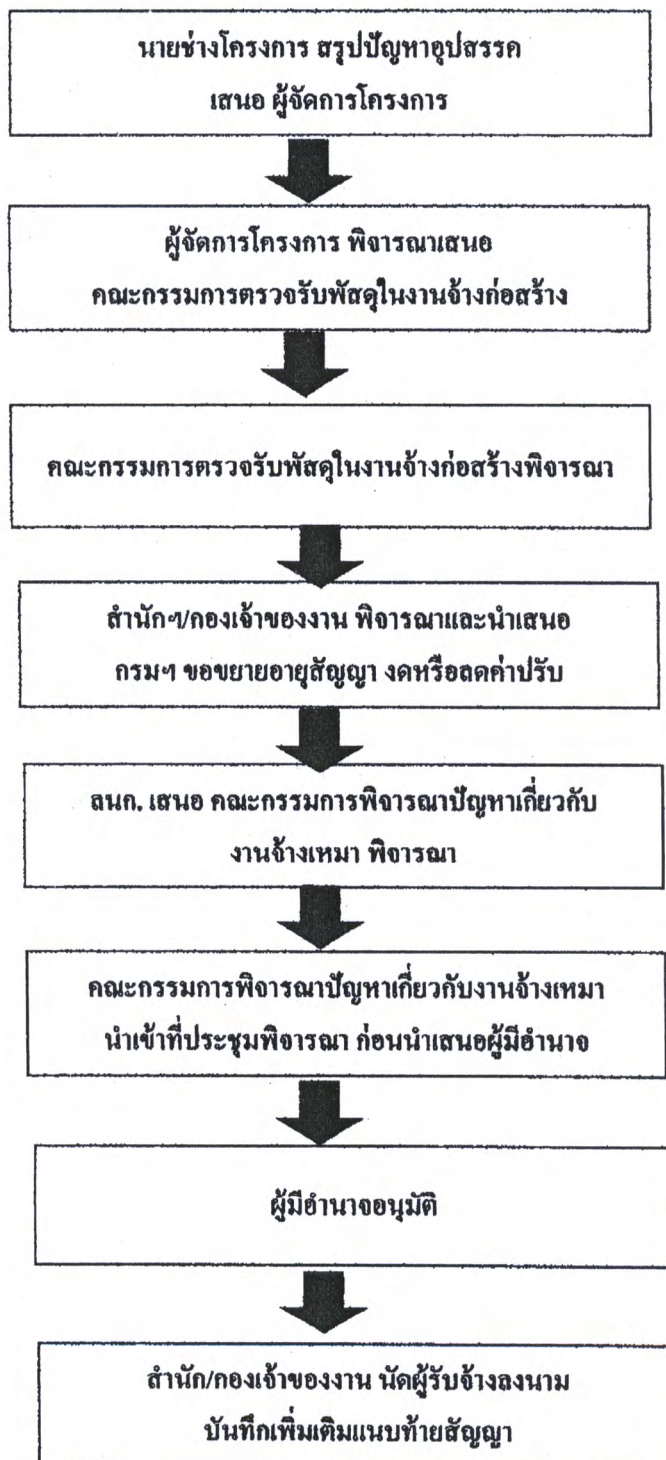 นายช่างโครงการ สรุปปัญหาอุปสรรค
เสนอ ผู้จัดการโครงการ
ผู้จัดการโครงการ พิจารณาเสนอ
คณะกรรมการตรวจรับพัสดุในงานจ้างก่อสร้าง
คณะกรรมการตรวจรับพัสดุในงานจ้างก่อสร้างพิจารณา
สำนักฯ/กองเจ้าของงาน พิจารณาและนำเสนอ
กรมฯ ขอขยายอายุสัญญา งดหรือลดค่าปรับ
ลนก. เสนอ คณะกรรมการพิจารณาปัญหาเกี่ยวกับ
งานจ้างเหมา พิจารณา
คณะกรรมการพิจารณาปัญหาเกี่ยวกับงานจ้างเหมา
นำเข้าที่ประชุมพิจารณา ก่อนนำเสนอผู้มีอำนาจ
ผู้มีอำนาจอนุมัติ
สำนัก/กองเจ้าของงาน นัดผู้รับจ้างลงนาม
บันทึกเพิ่มเติมแนบท้ายสัญญา